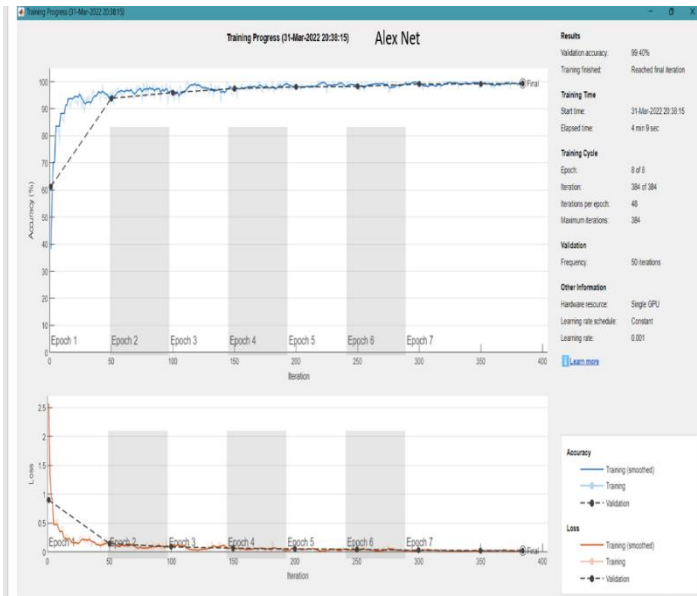 Training Progress (31-Mar-2022 20:38:15)
Training Progress (31-Mar-2022 20:38:15) Alex Net
100
90
80
70
60
50
40
30
20
10
Accuracy (%)
Epoch 1 Epoch 2 Epoch 3 Epoch 4 Epoch 5 Epoch 6 Epoch 7
Final
0 50 100 150 200 250 300 350 400
Iteration
2.5
2
1.5
1
0.5
0
Loss
Epoch 1 Epoch 2 Epoch 3 Epoch 4 Epoch 5 Epoch 6 Epoch 7
Final
0 50 100 150 200 250 300 350 400
Iteration
Results
Validation accuracy: 99.40%
Training finished: Reached final iteration
Training Time
Start time: 31-Mar-2022 20:38:15
Elapsed time: 4 min 9 sec
Training Cycle
Epoch: 8 of 8
Iteration: 384 of 384
Iterations per epoch: 48
Maximum iterations: 384
Validation
Frequency: 50 iterations
Other Information
Hardware resource: Single GPU
Learning rate schedule: Constant
Learning rate: 0.001
Learn more
Accuracy
Training (smoothed)
Training
Validation
Loss
Training (smoothed)
Training
Validation